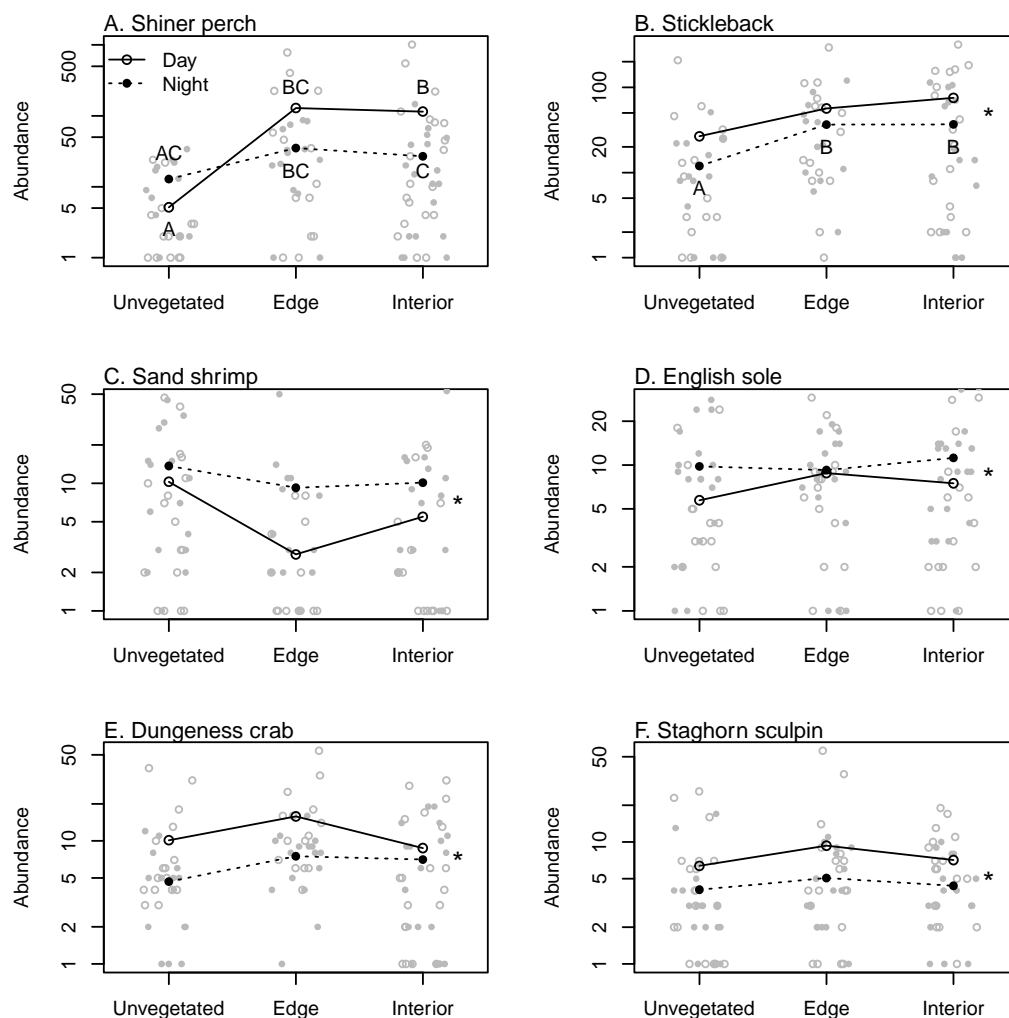 A. Shiner perch
Abundance
500
50
5
1
Day
Night
AC
A
BC
BC
B
C
Unvegetated Edge Interior
B. Stickleback
Abundance
100
20
5
1
A
B
B
*
Unvegetated Edge Interior
C. Sand shrimp
Abundance
50
10
5
2
1
*
Unvegetated Edge Interior
D. English sole
Abundance
20
10
5
2
1
*
Unvegetated Edge Interior
E. Dungeness crab
Abundance
50
10
5
2
1
*
Unvegetated Edge Interior
F. Staghorn sculpin
Abundance
50
10
5
2
1
*
Unvegetated Edge Interior